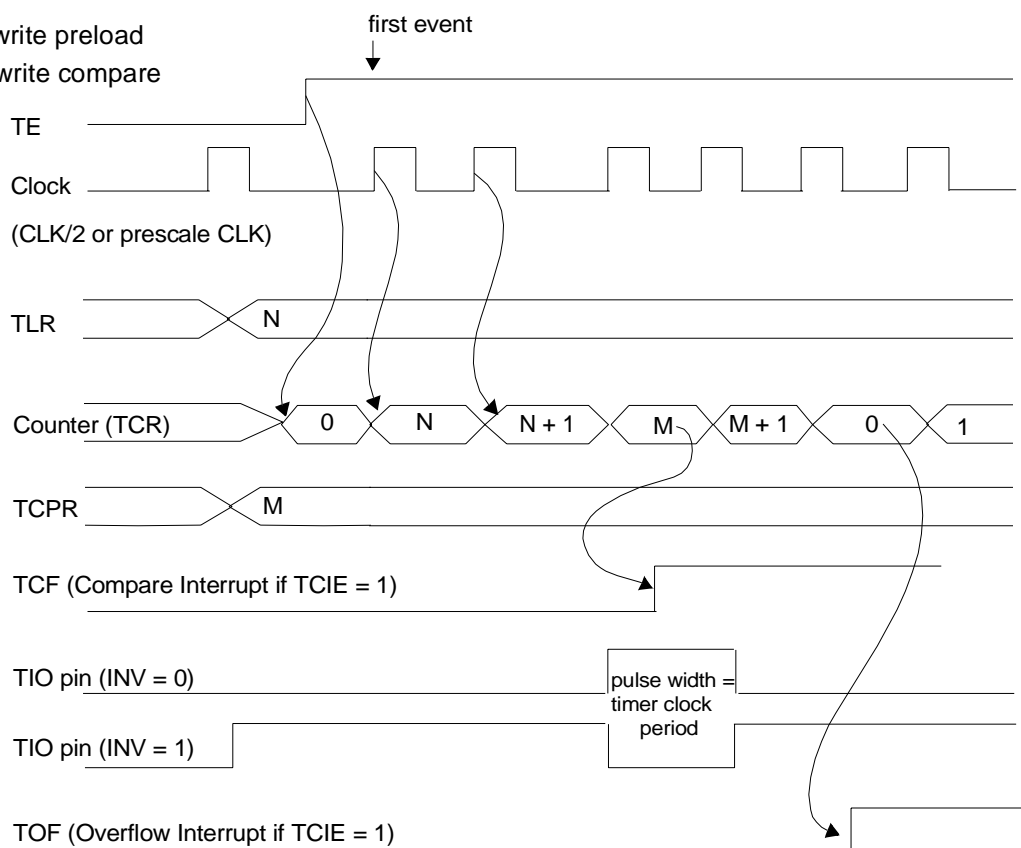 first event
write preload
write compare
TE
Clock
(CLK/2 or prescale CLK)
TLR
N
Counter (TCR)
0
N
N + 1
M
M + 1
0
1
TCPR
M
TCF (Compare Interrupt if TCIE = 1)
TIO pin (INV = 0)
pulse width =
timer clock
period
TIO pin (INV = 1)
TOF (Overflow Interrupt if TCIE = 1)